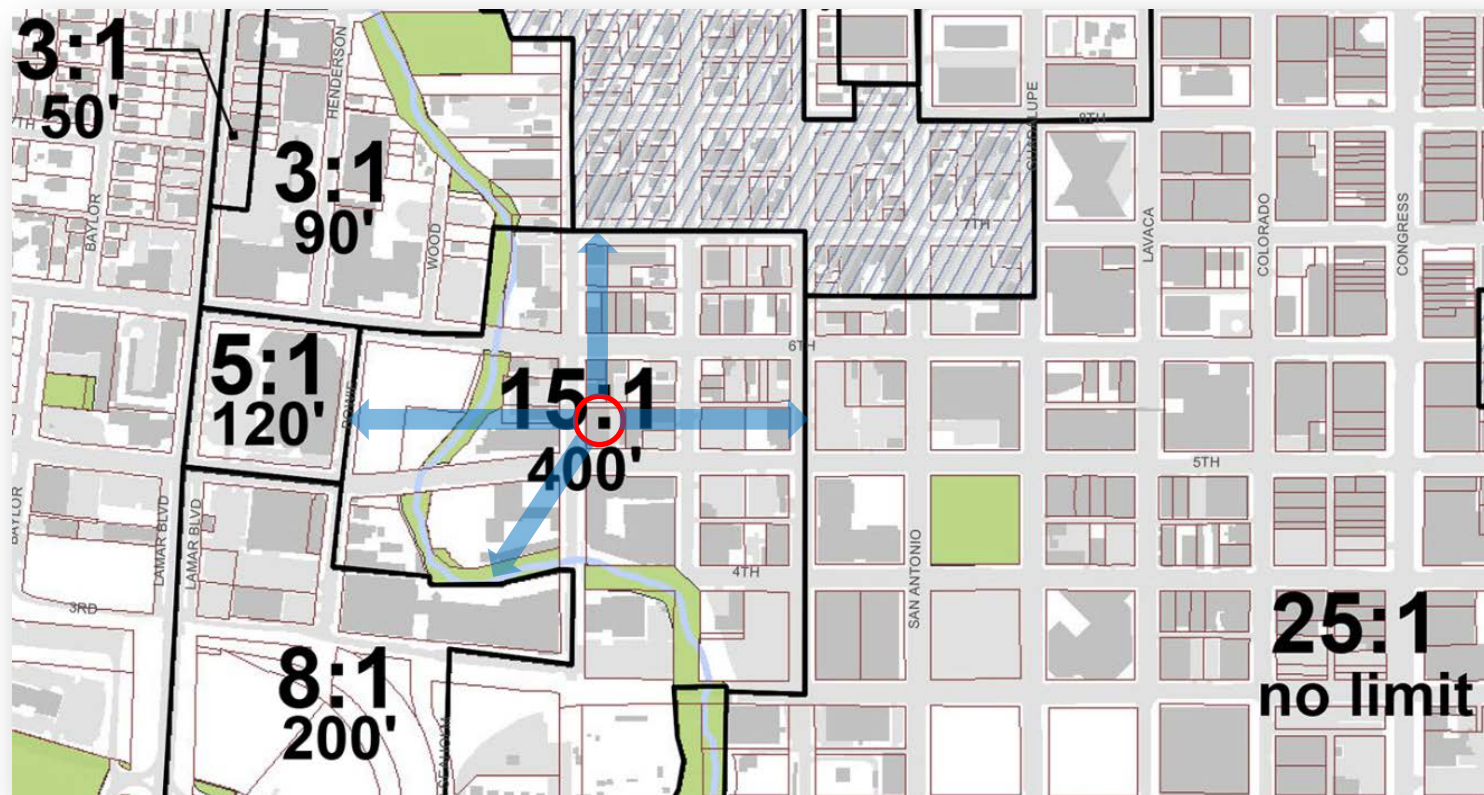 3:1
50'
HENDERSON
3:1
90'
BAYLOR
WOOD
GUADALUPE
8TH
7TH
LAVACA
COLORADO
CONGRESS
5:1
120'
BOWIE
15:1
400'
6TH
5TH
BAYLOR
LAMAR BLVD
LAMAR BLVD
3RD
4TH
SAN ANTONIO
8:1
200'
25:1
no limit